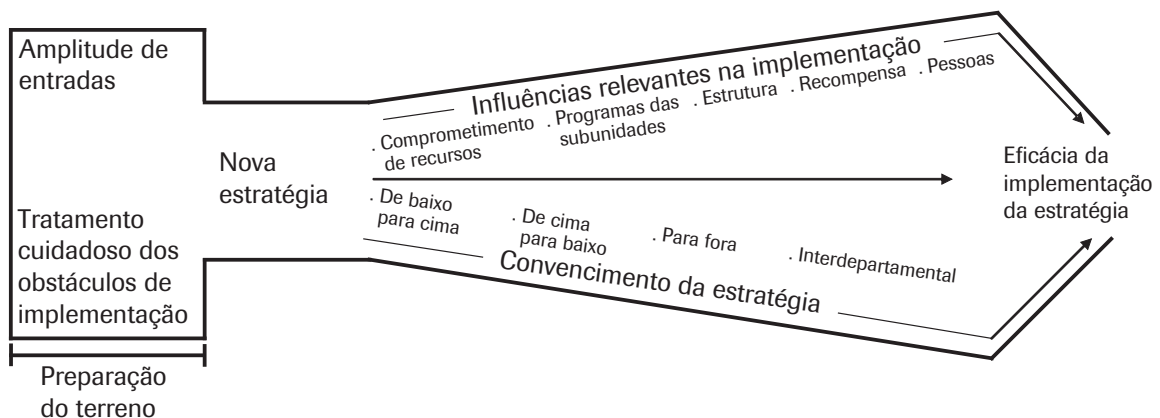 Amplitude de
entradas
Tratamento
cuidadoso dos
obstáculos de
implementação
Preparação
do terreno
Nova
estratégia
Influências relevantes na implementação
. Comprometimento
de recursos
. Programas das
subunidades
. Estrutura
. Recompensa
. Pessoas
. De baixo
para cima
. De cima
para baixo
. Para fora
. Interdepartamental
Convencimento da estratégia
Eficácia da
implementação
da estratégia